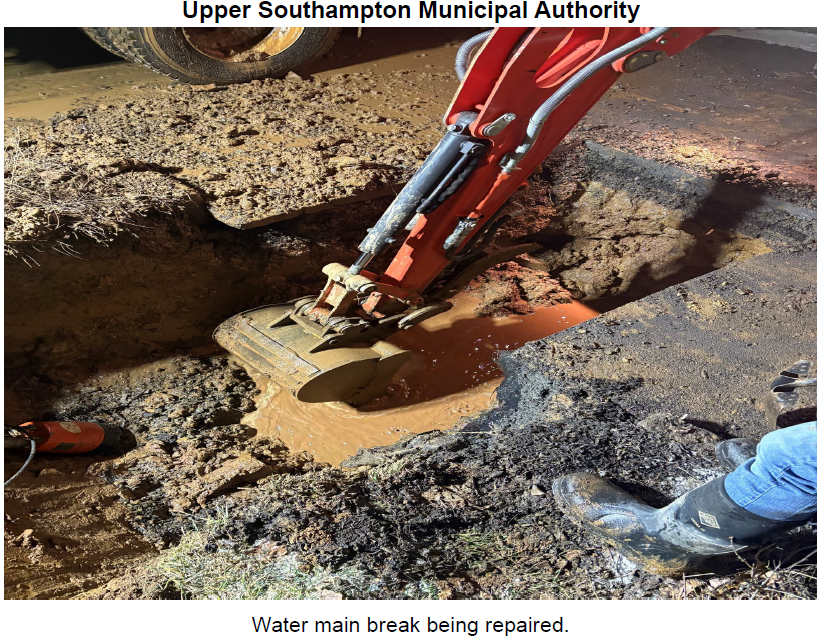 Upper Southampton Municipal Authority
Water main break being repaired.